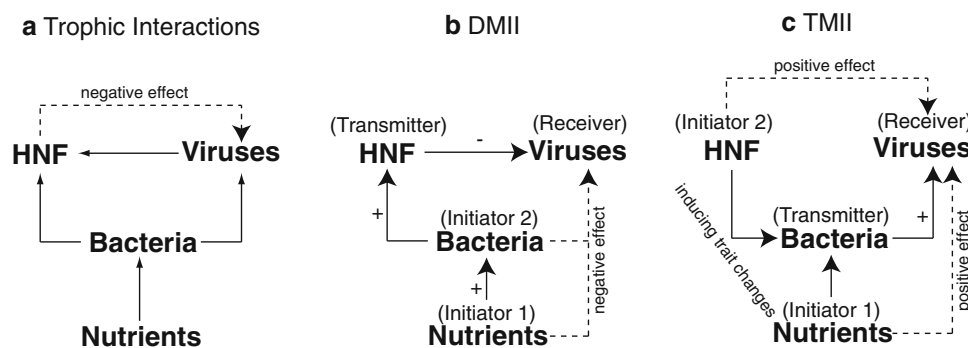 a Trophic Interactions
negative effect
HNF
Viruses
Bacteria
Nutrients
b DMII
(Transmitter)
HNF
-
(Receiver)
Viruses
+
(Initiator 2)
Bacteria
+
(Initiator 1)
Nutrients
negative effect
c TMII
positive effect
(Initiator 2)
HNF
(Receiver)
Viruses
inducing trait changes
(Transmitter)
Bacteria
+
(Initiator 1)
Nutrients
positive effect